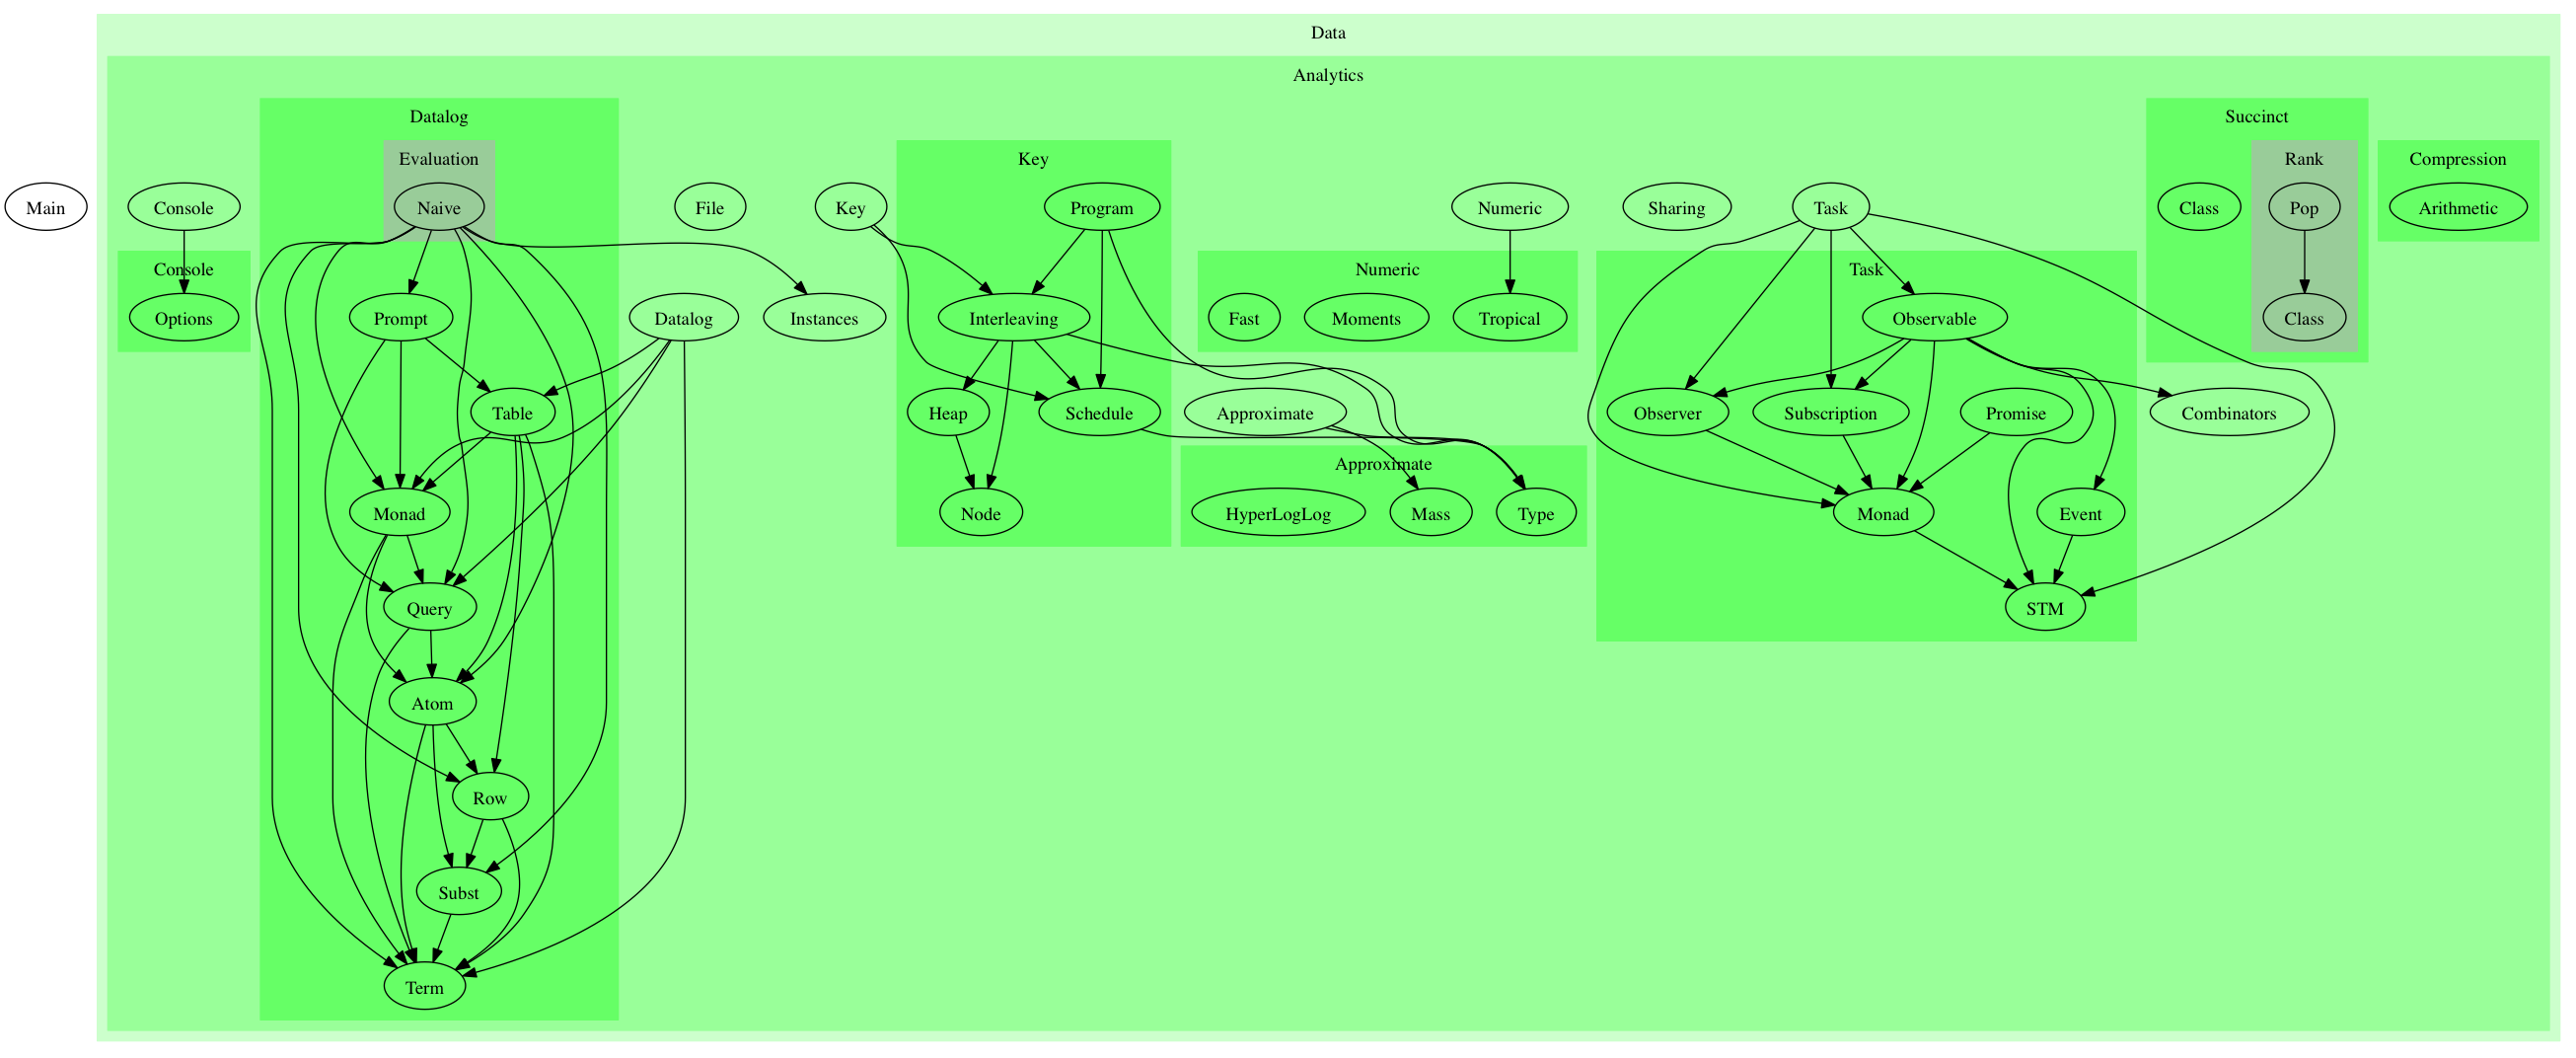 Data
Analytics
Datalog
Succinct
Evaluation
Key
Rank
Compression
Main
Console
Naive
File
Key
Program
Numeric
Sharing
Task
Class
Pop
Arithmetic
Console
Numeric
Task
Options
Prompt
Datalog
Instances
Interleaving
Fast
Moments
Tropical
Observable
Class
Table
Heap
Schedule
Approximate
Observer
Subscription
Promise
Combinators
Approximate
Monad
Node
HyperLogLog
Mass
Type
Monad
Event
Query
STM
Atom
Row
Subst
Term